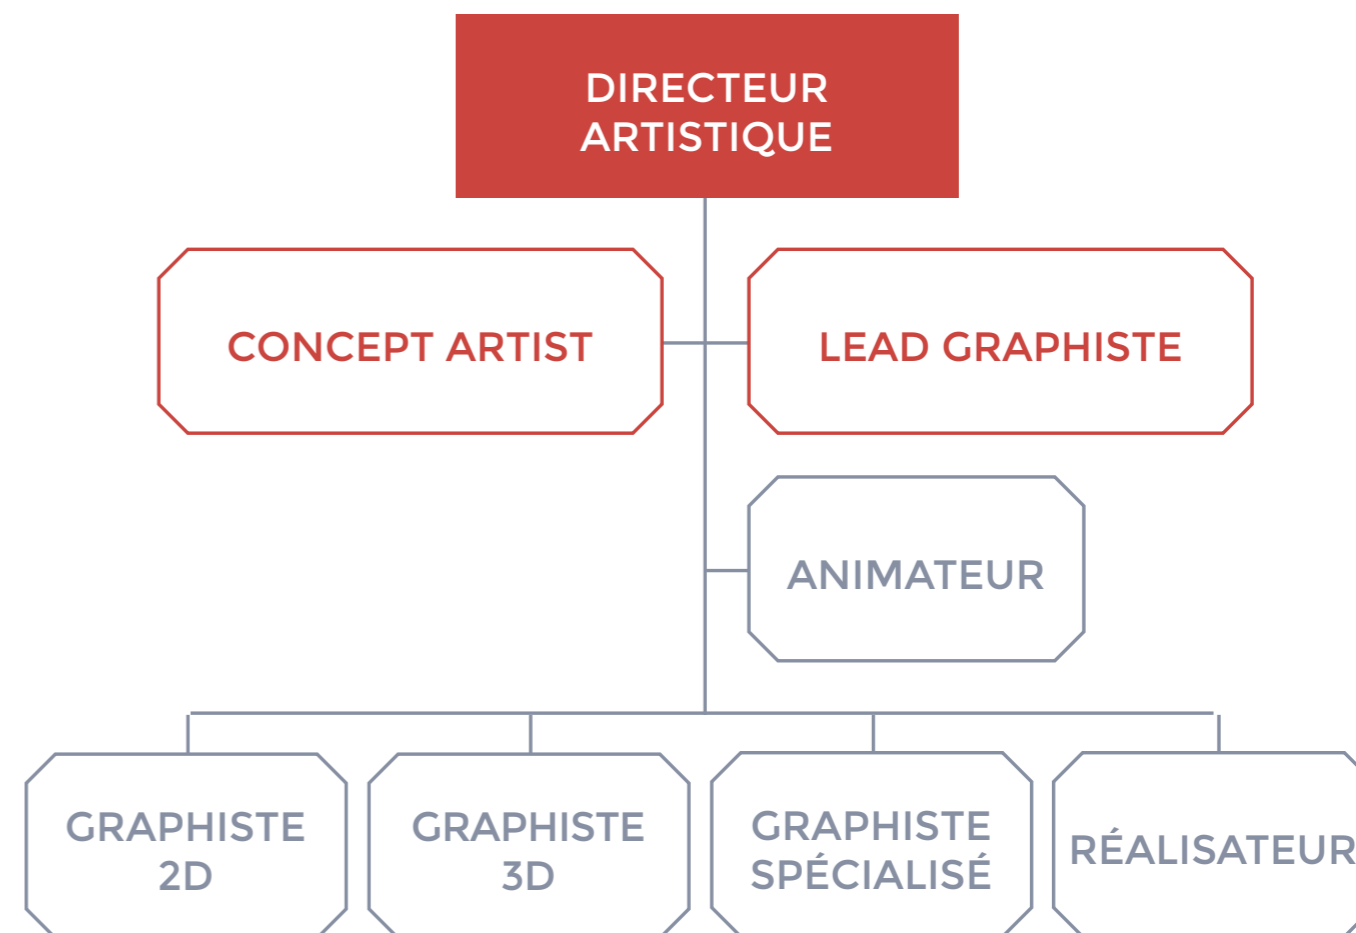 DIRECTEUR
ARTISTIQUE
CONCEPT ARTIST
LEAD GRAPHISTE
ANIMATEUR
GRAPHISTE
2D
GRAPHISTE
3D
GRAPHISTE
SPÉCIALISÉ
RÉALISATEUR